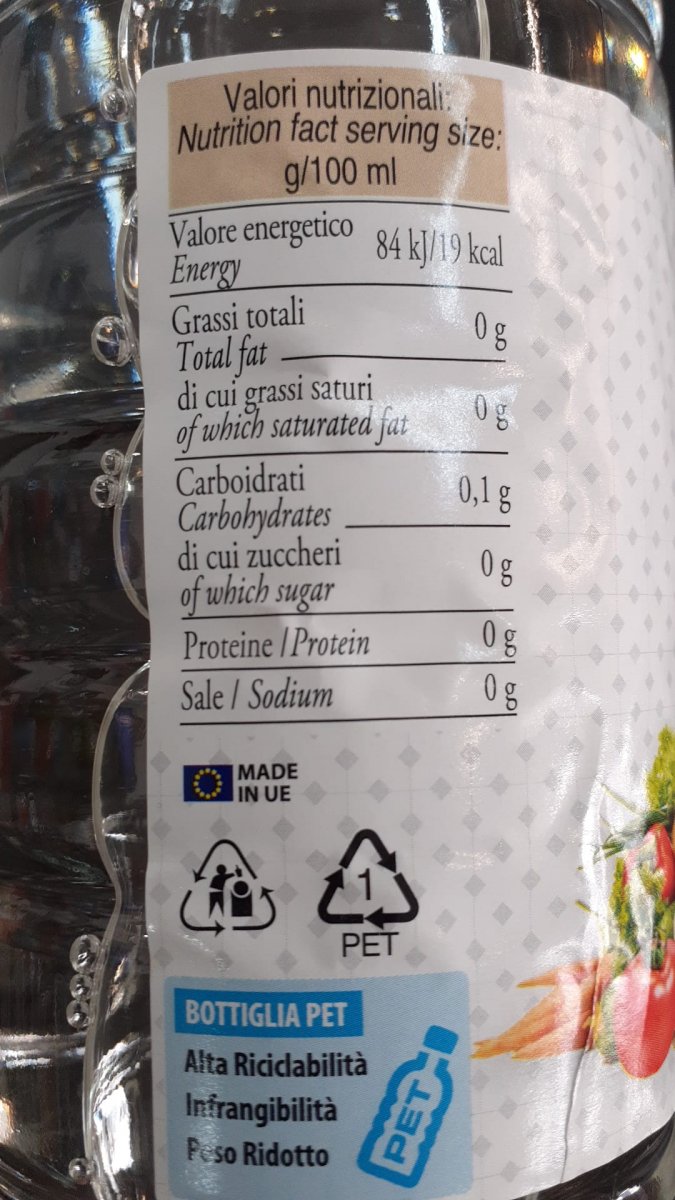 Valori nutrizionali:
Nutrition fact serving size:
g/100 ml
Valore energetico
Energy
84 kJ/19 kcal
Grassi totali
Total fat
0 g
di cui grassi saturi
of which saturated fat
0 g
Carboidrati
Carbohydrates
0,1 g
di cui zuccheri
of which sugar
0 g
Proteine / Protein 0 g
Sale / Sodium 0 g
MADE
IN UE
1
PET
BOTTIGLIA PET
Alta Riciclabilità
Infrangibilità
Peso Ridotto
PET